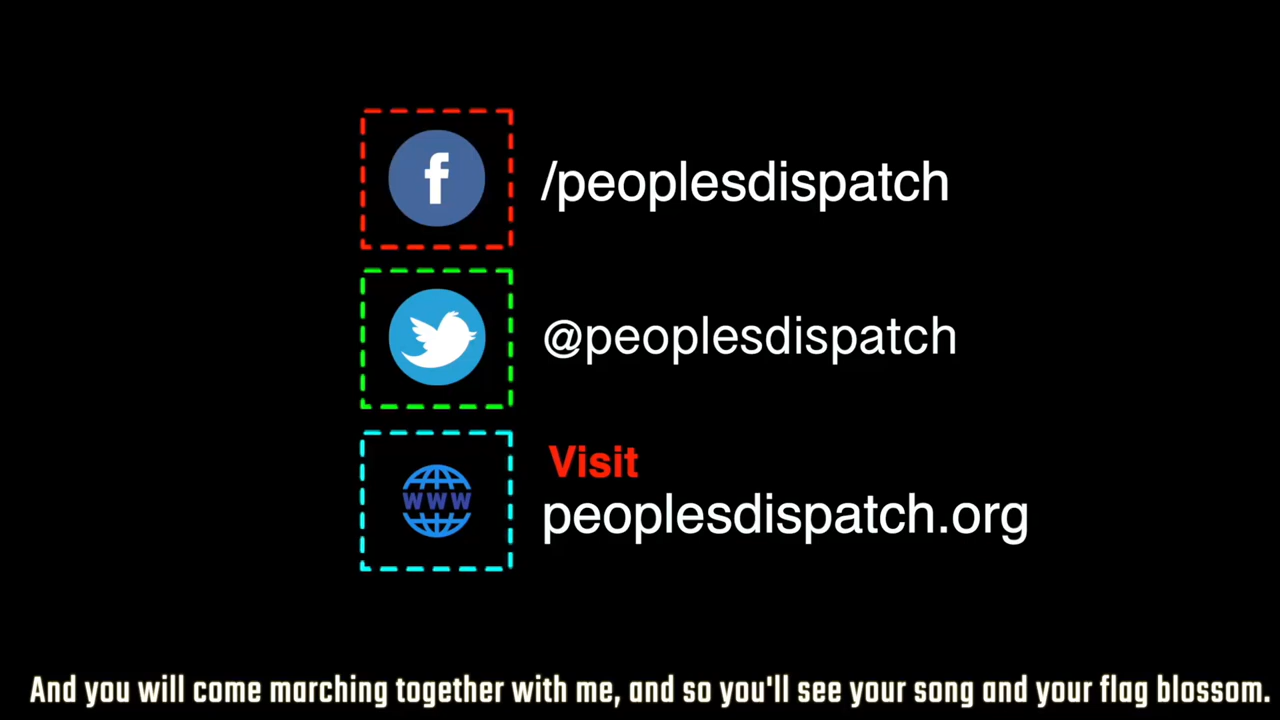 f
/peoplesdispatch
@peoplesdispatch
Visit
WWW
peoplesdispatch.org
And you will come marching together with me, and so you'll see your song and your flag blossom.